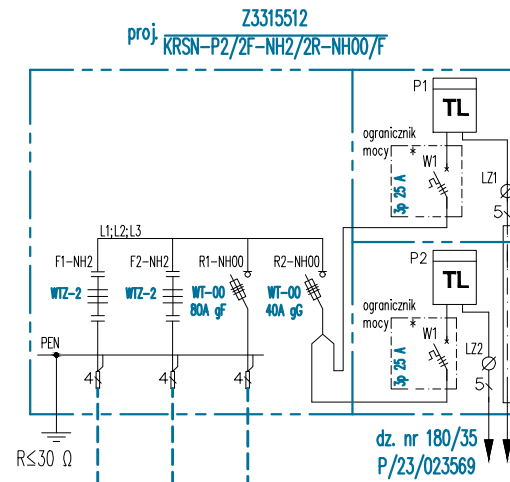 Z3315512
proj. KRSN-P2/2F-NH2/2R-NH00/F
P1
TL
ogranicznik
mocy
*
W1
3p 25 A
LZ1
5
L1;L2;L3
F1-NH2
F2-NH2
R1-NH00
R2-NH00
WTZ-2
WTZ-2
WT-00
80A gF
WT-00
40A gG
P2
TL
ogranicznik
mocy
*
W1
3p 25 A
LZ2
5
PEN
4
4
4
R≤30 Ω
dz. nr 180/35
P/23/023569